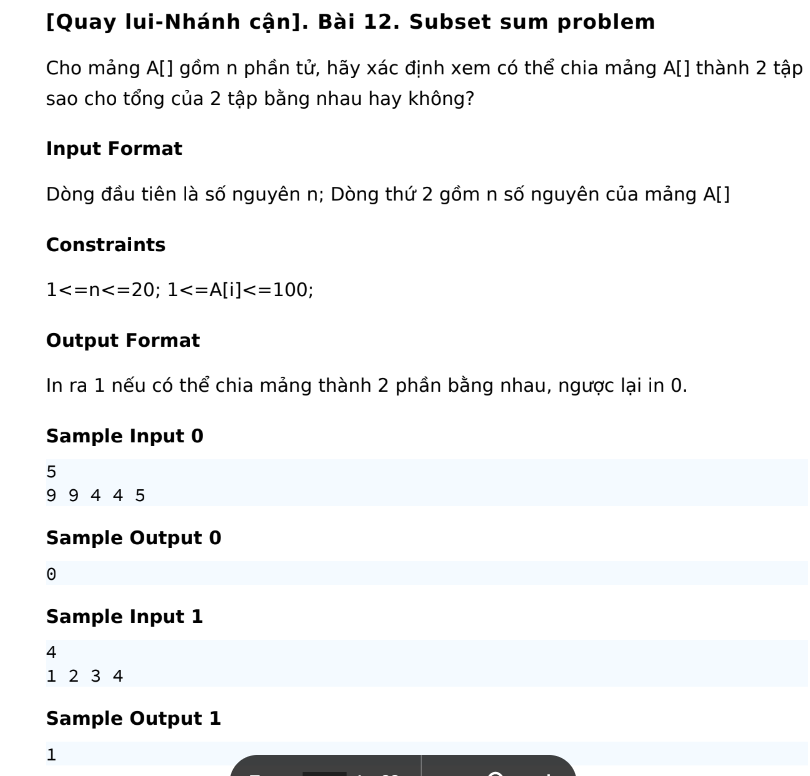 [Quay lui-Nhánh cận]. Bài 12. Subset sum problem
Cho mảng A[] gồm n phần tử, hãy xác định xem có thể chia mảng A[] thành 2 tập
sao cho tổng của 2 tập bằng nhau hay không?
Input Format
Dòng đầu tiên là số nguyên n; Dòng thứ 2 gồm n số nguyên của mảng A[]
Constraints
1<=n<=20; 1<=A[i]<=100;
Output Format
In ra 1 nếu có thể chia mảng thành 2 phần bằng nhau, ngược lại in 0.
Sample Input 0
5
9 9 4 4 5
Sample Output 0
0
Sample Input 1
4
1 2 3 4
Sample Output 1
1